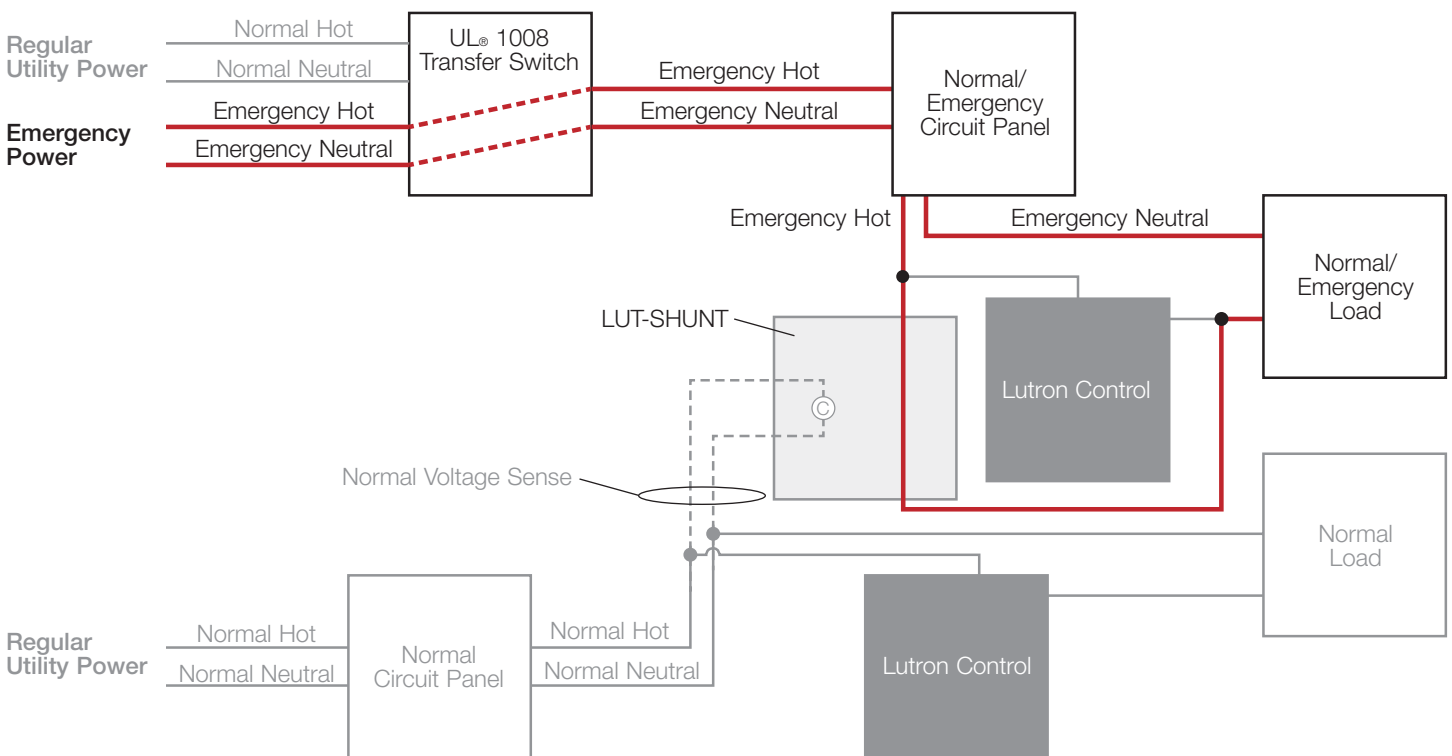 Regular
Utility Power
Normal Hot
Normal Neutral
Emergency
Power
Emergency Hot
Emergency Neutral
UL® 1008
Transfer Switch
Emergency Hot
Emergency Neutral
Normal/
Emergency
Circuit Panel
Emergency Hot
Emergency Neutral
Normal/
Emergency
Load
LUT-SHUNT
C
Lutron Control
Normal Voltage Sense
Normal
Load
Regular
Utility Power
Normal Hot
Normal Neutral
Normal
Circuit Panel
Normal Hot
Normal Neutral
Lutron Control